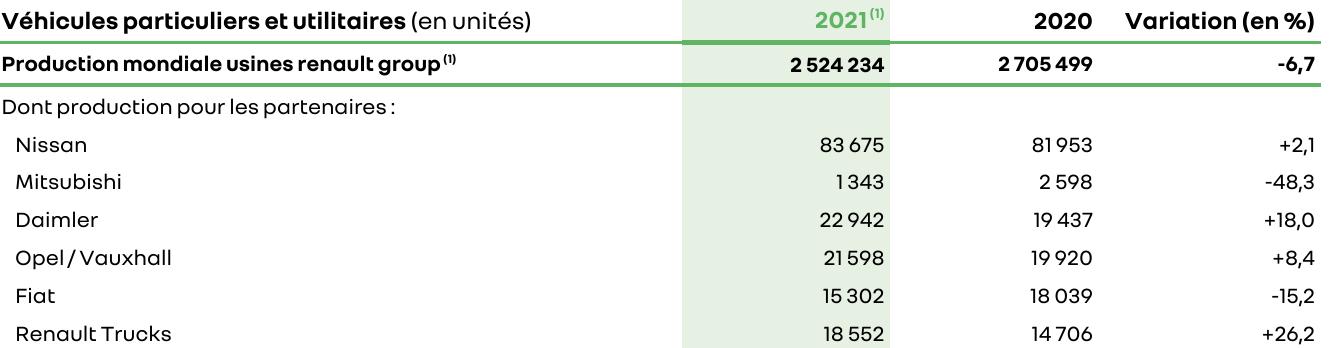 Véhicules particuliers et utilitaires (en unités) 2021(1) 2020 Variation (en %)
Production mondiale usines renault group(1) 2 524 234 2 705 499 -6,7
Dont production pour les partenaires :
Nissan 83 675 81 953 +2,1
Mitsubishi 1 343 2 598 -48,3
Daimler 22 942 19 437 +18,0
Opel / Vauxhall 21 598 19 920 +8,4
Fiat 15 302 18 039 -15,2
Renault Trucks 18 552 14 706 +26,2